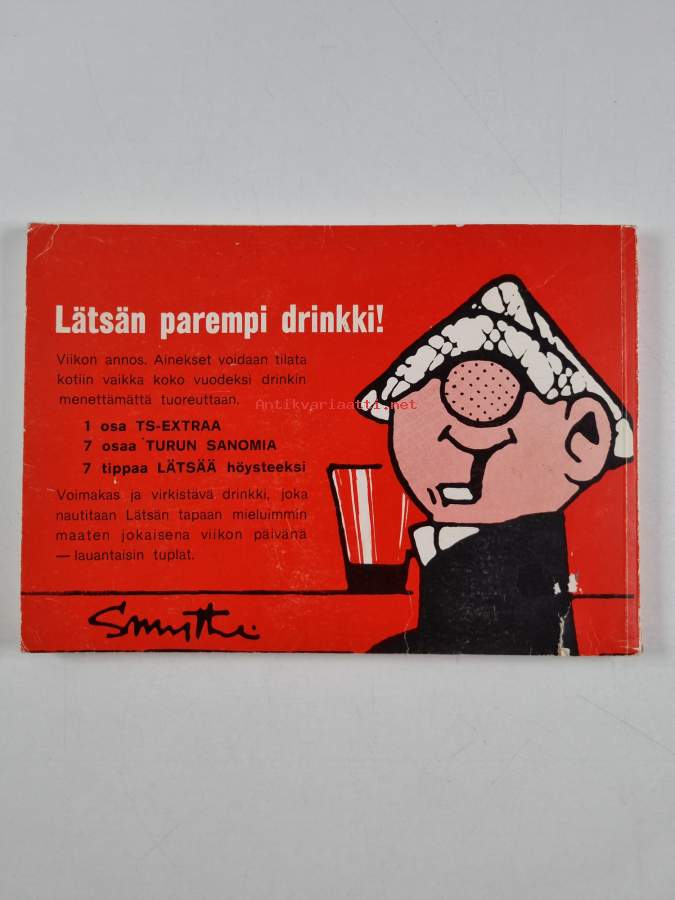 Lätsän parempi drinkki!
Viikon annos. Ainekset voidaan tilata
kotiin vaikka koko vuodeksi drinkin
menettämättä tuoreuttaan.
Antikvariaatti.net
1 osa TS-EXTRAA
7 osaa TURUN SANOMIA
7 tippaa LÄTSÄÄ höysteeksi
Voimakas ja virkistävä drinkki, joka
nautitaan Lätsän tapaan mieluimmin
maaten jokaisena viikon päivänä
— lauantaisin tuplat.
Smythe